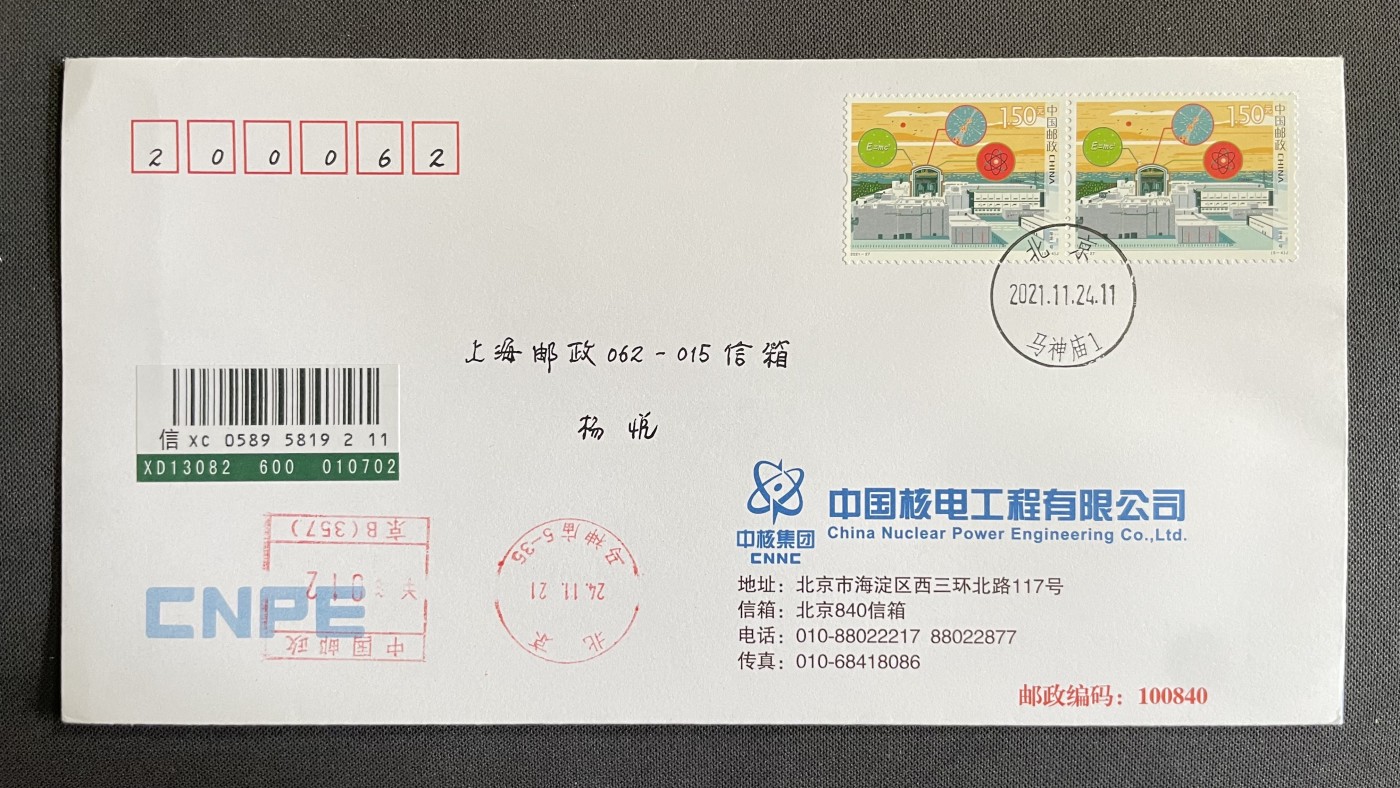 200062
1.50元
中国邮政 CHINA
E=mc²
2021-27
1.50元
中国邮政 CHINA
E=mc²
北京
2021.11.24.11
马神庙1
上海邮政062-015信箱
杨悦
信 XC 0589 5819 2 11
XD13082 600 010702
京B(357)
012
中国邮政
北京
24.11.21
马神庙5-35
CNPE
中核集团
CNNC
中国核电工程有限公司
China Nuclear Power Engineering Co.,Ltd.
地址：北京市海淀区西三环北路117号
信箱：北京840信箱
电话：010-88022217 88022877
传真：010-68418086
邮政编码：100840